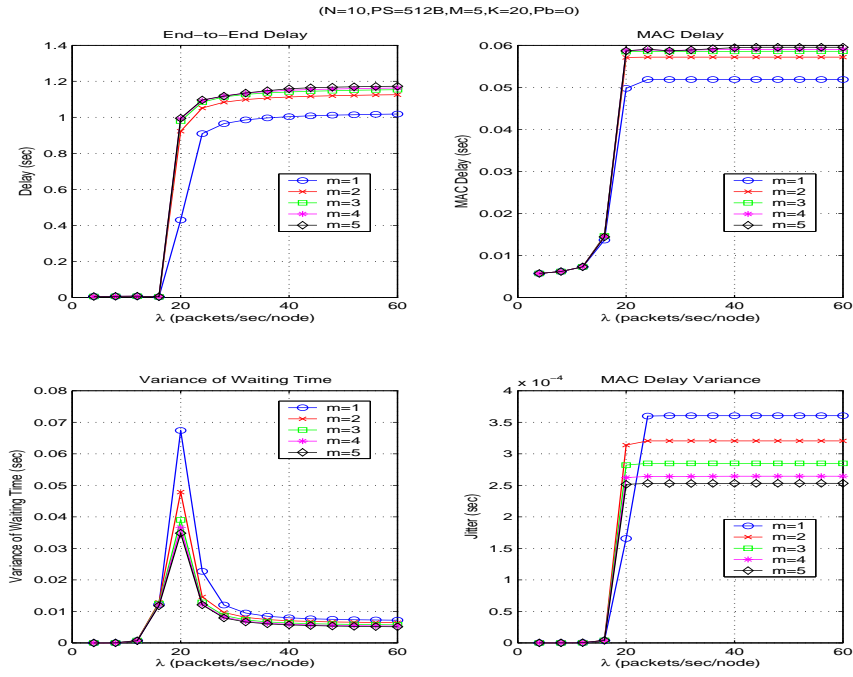 (N=10,PS=512B,M=5,K=20,Pb=0)
End−to−End Delay
Delay (sec)
1.4
1.2
1
0.8
0.6
0.4
0.2
0
0
20
40
60
λ (packets/sec/node)
m=1
m=2
m=3
m=4
m=5
MAC Delay
MAC Delay (sec)
0.06
0.05
0.04
0.03
0.02
0.01
0
0
20
40
60
λ (packets/sec/node)
m=1
m=2
m=3
m=4
m=5
Variance of Waiting Time
Variance of Waiting Time (sec)
0.08
0.07
0.06
0.05
0.04
0.03
0.02
0.01
0
0
20
40
60
λ (packets/sec/node)
m=1
m=2
m=3
m=4
m=5
MAC Delay Variance
x 10−4
Jitter (sec)
4
3.5
3
2.5
2
1.5
1
0.5
0
0
20
40
60
λ (packets/sec/node)
m=1
m=2
m=3
m=4
m=5